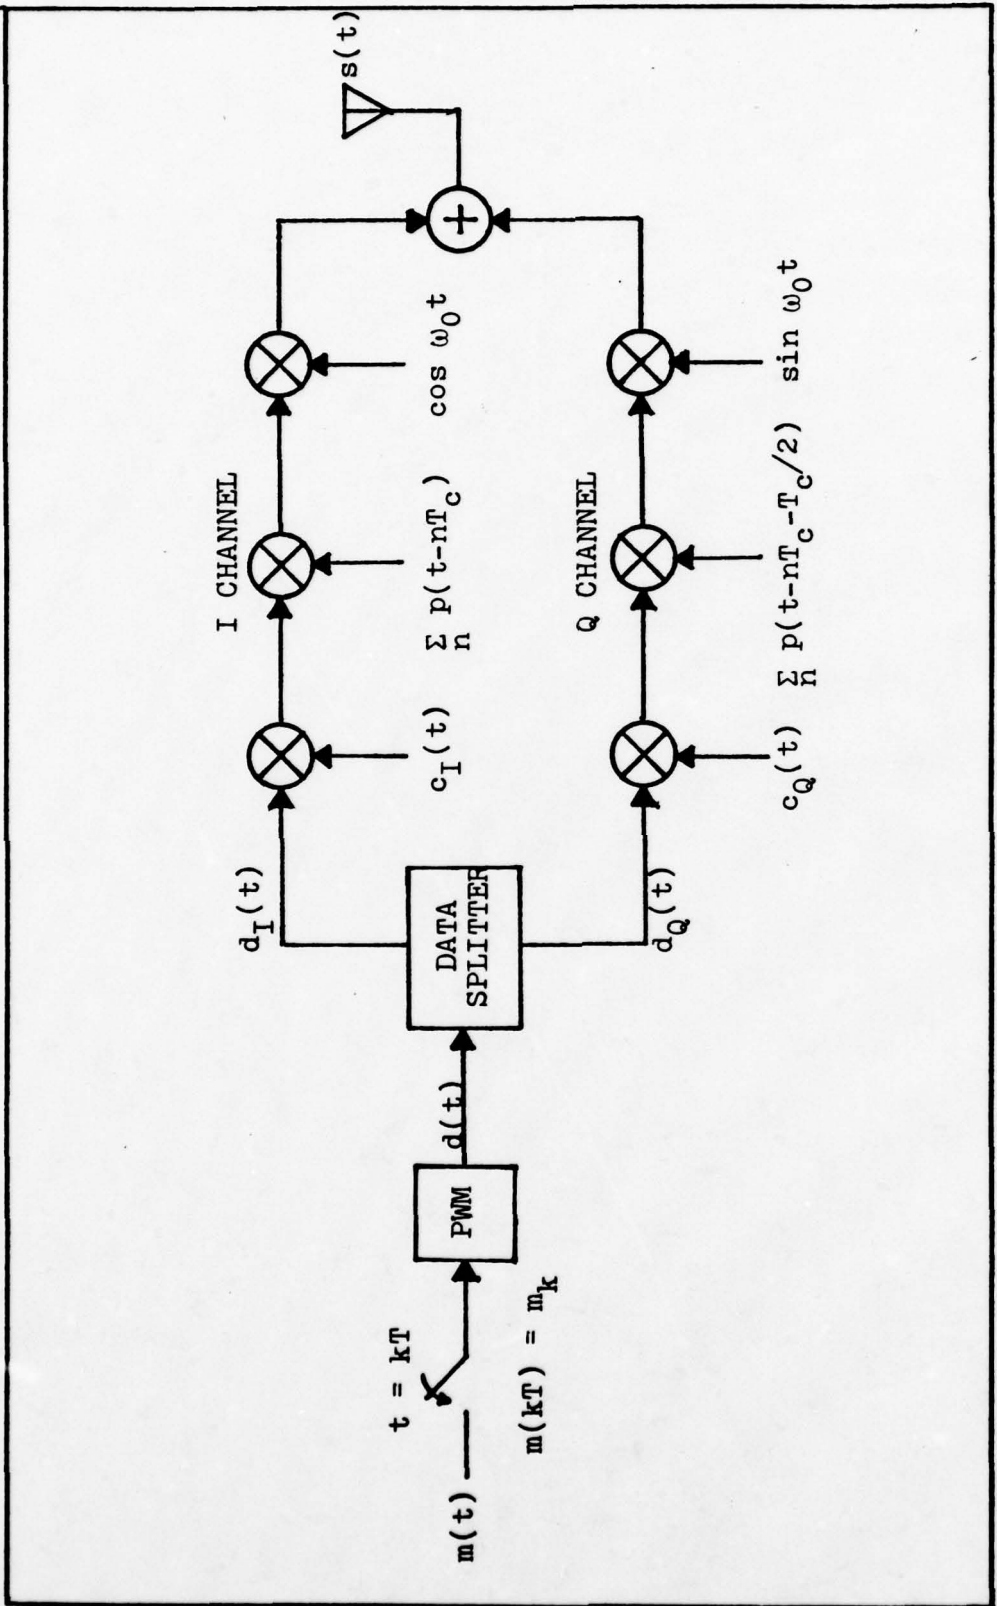 m(t)
t = kT
m(kT) = m_k
PWM
d(t)
DATA
SPLITTER
d_I(t)
I CHANNEL
c_I(t)
Σ_n p(t-nT_c)
cos ω_0t
d_Q(t)
Q CHANNEL
c_Q(t)
Σ_n p(t-nT_c-T_c/2)
sin ω_0t
+
s(t)